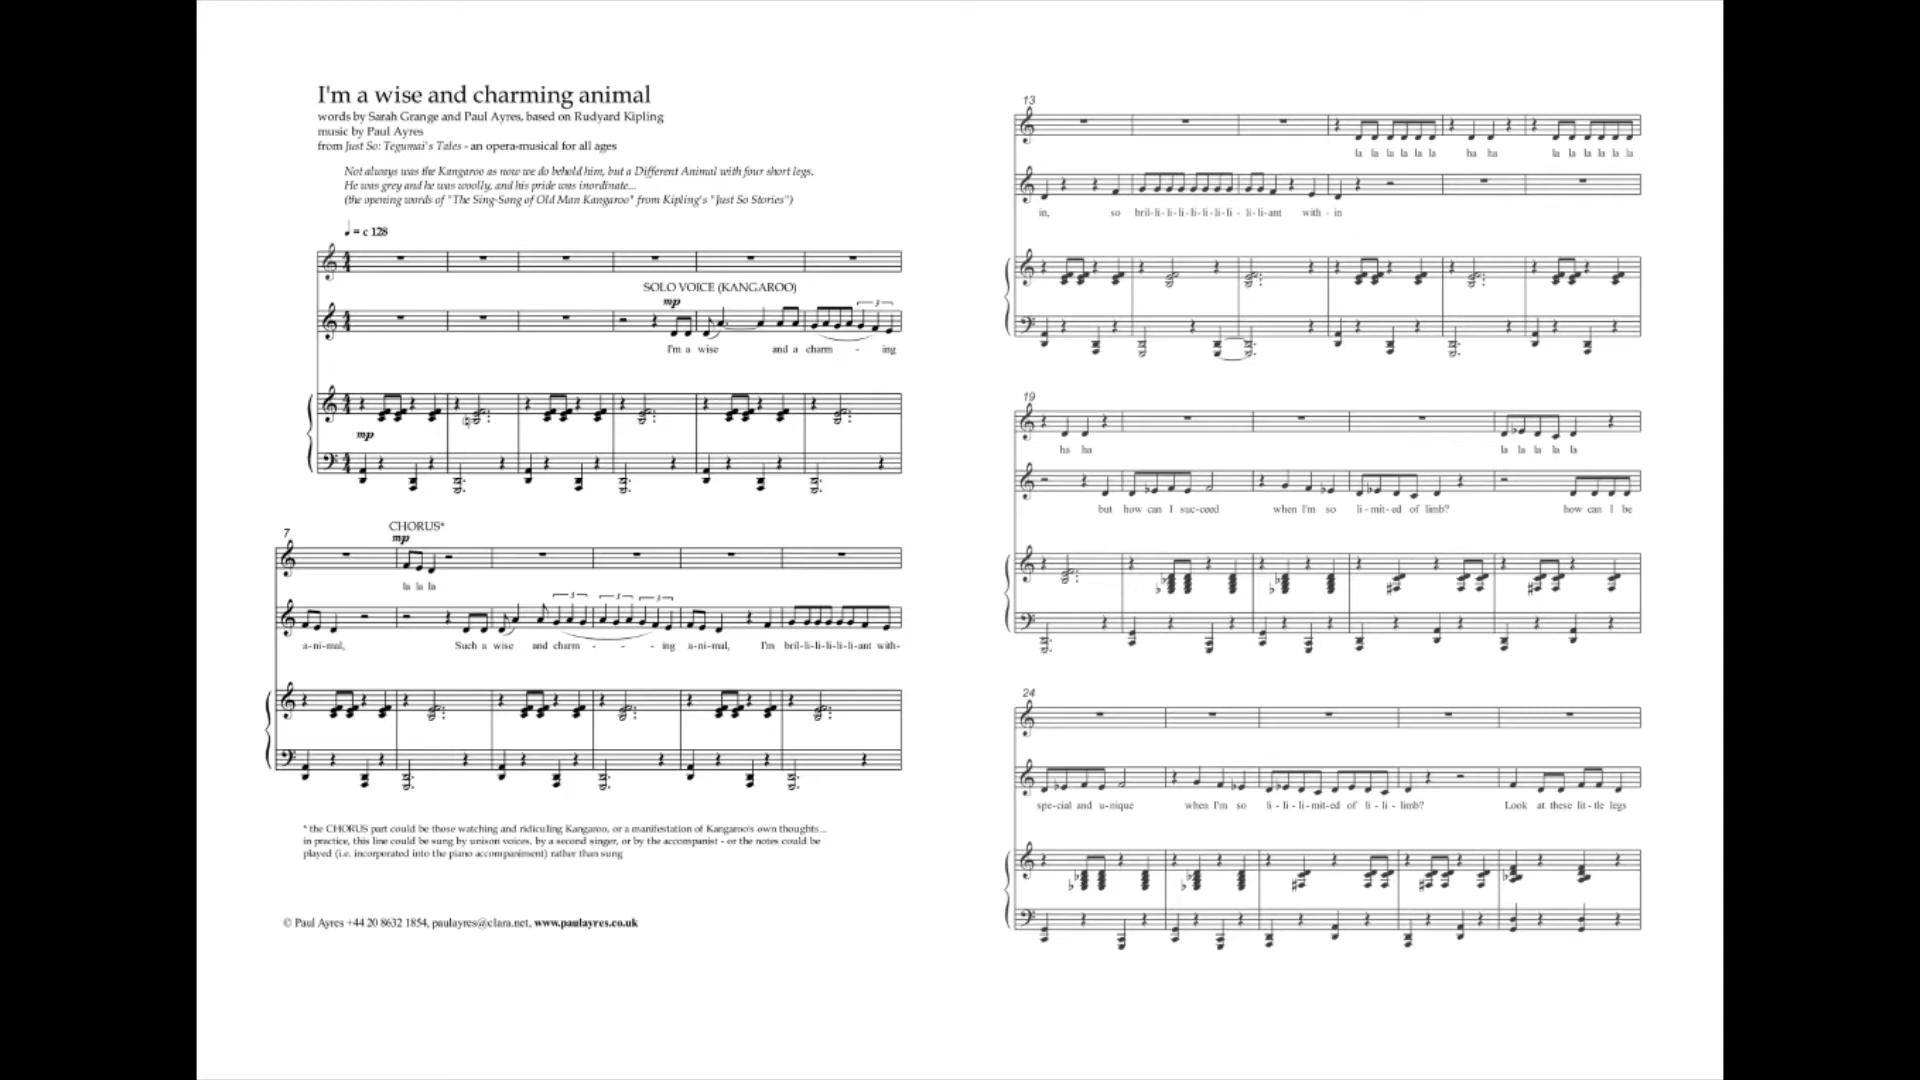 I'm a wise and charming animal
words by Sarah Grange and Paul Ayres, based on Rudyard Kipling
music by Paul Ayres
from Just So: Tegumai's Tales - an opera-musical for all ages
Not always was the Kangaroo as now we do behold him, but a Different Animal with four short legs.
He was grey and he was woolly, and his pride was inordinate...
(the opening words of "The Sing-Song of Old Man Kangaroo" from Kipling's "Just So Stories")
♩ = c 128
SOLO VOICE (KANGAROO)
mp
3
I'm a wise and a charm - ing
mp
7
CHORUS*
mp
la la la
3 3 3
a-ni-mal, Such a wise and charm - - - ing a-ni-mal, I'm bril-li-li-li-li-li-ant with-
* the CHORUS part could be those watching and ridiculing Kangaroo, or a manifestation of Kangaroo's own thoughts...
in practice, this line could be sung by unison voices, by a second singer, or by the accompanist - or the notes could be
played (i.e. incorporated into the piano accompaniment) rather than sung
© Paul Ayres +44 20 8632 1854, paulayres@clara.net, www.paulayres.co.uk
13
la la la la la la ha ha la la la la la la
in, so bril-li-li-li-li-li-li-li - li-li-ant with - in
19
ha ha la la la la la
but how can I suc-ceed when I'm so li-mit-ed of limb? how can I be
24
spe-cial and u-nique when I'm so li - li - li-mit-ed of li - li - limb? Look at these lit-tle legs